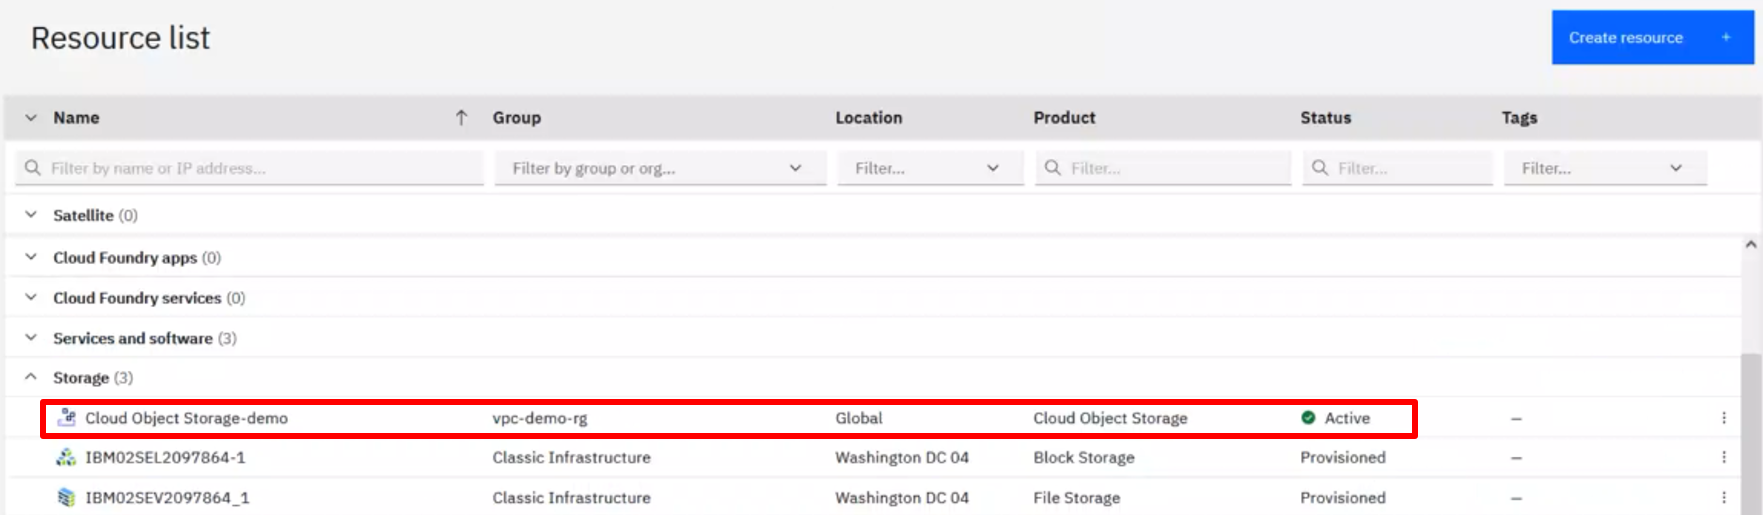 Resource list
Create resource +
Name Group Location Product Status Tags
Filter by name or IP address... Filter by group or org... Filter... Filter... Filter... Filter...
Satellite (0)
Cloud Foundry apps (0)
Cloud Foundry services (0)
Services and software (3)
Storage (3)
Cloud Object Storage-demo vpc-demo-rg Global Cloud Object Storage Active –
IBM02SEL2097864-1 Classic Infrastructure Washington DC 04 Block Storage Provisioned –
IBM02SEV2097864_1 Classic Infrastructure Washington DC 04 File Storage Provisioned –